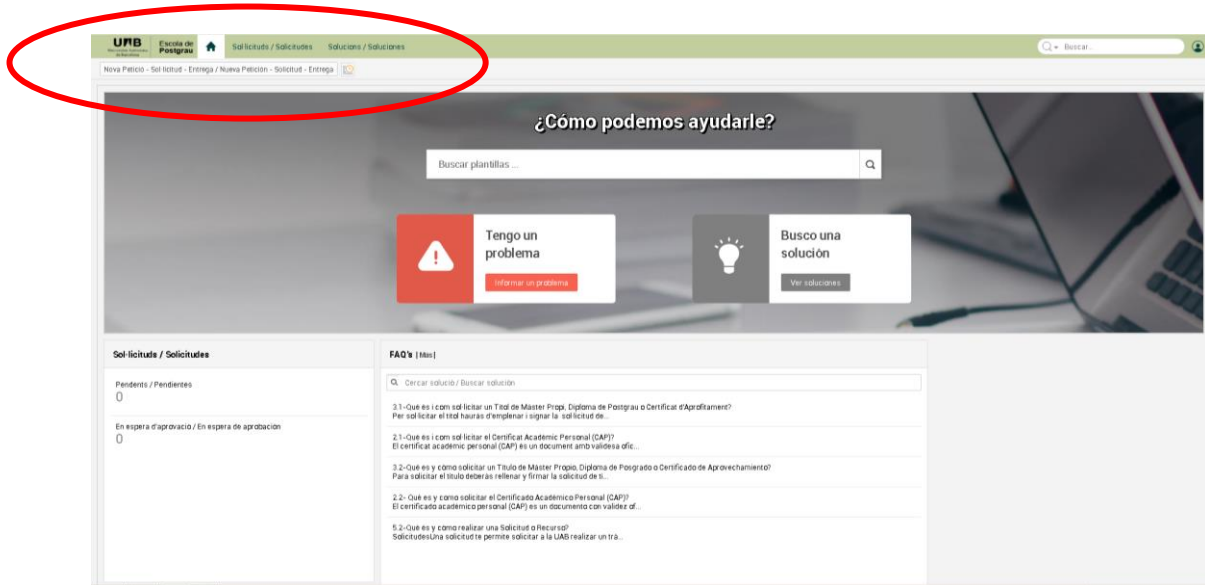 UAB
Escola de
Postgrau
Sol·licituds / Solicitudes
Solucions / Soluciones
Buscar...
Nova Petició - Sol·licitud - Entrega / Nueva Petición - Solicitud - Entrega
¿Cómo podemos ayudarle?
Buscar plantillas ...
Tengo un
problema
Informar un problema
Busco una
solución
Ver soluciones
Sol·licituds / Solicitudes
Pendents / Pendientes
0
En espera d'aprovació / En espera de aprobación
0
FAQ's | Más |
Cercar solució / Buscar solución
3.1-Què es i com sol·licitar un Títol de Màster Propi, Diploma de Postgrau o Certificat d'Aprofitament?
Per sol·licitar el títol hauràs d'emplenar i signar la sol·licitud de...
2.1-Què es i com sol·licitar el Certificat Acadèmic Personal (CAP)?
El certificat acadèmic personal (CAP) és un document amb validesa ofic...
3.2-Qué es y cómo solicitar un Título de Máster Propio, Diploma de Posgrado o Certificado de Aprovechamiento?
Para solicitar el título deberás rellenar y firmar la solicitud de tí...
2.2- Qué es y como solicitar el Certificado Académico Personal (CAP)?
El certificado académico personal (CAP) es un documento con validez of...
5.2-Qué es y cómo realizar una Solicitud o Recurso?
SolicitudesUna solicitud te permite solicitar a la UAB realizar un trá...